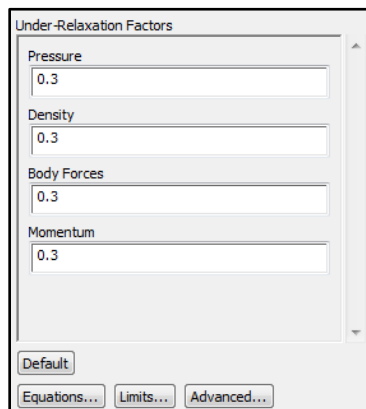 Under-Relaxation Factors
Pressure
0.3
Density
0.3
Body Forces
0.3
Momentum
0.3
Default
Equations... Limits... Advanced...